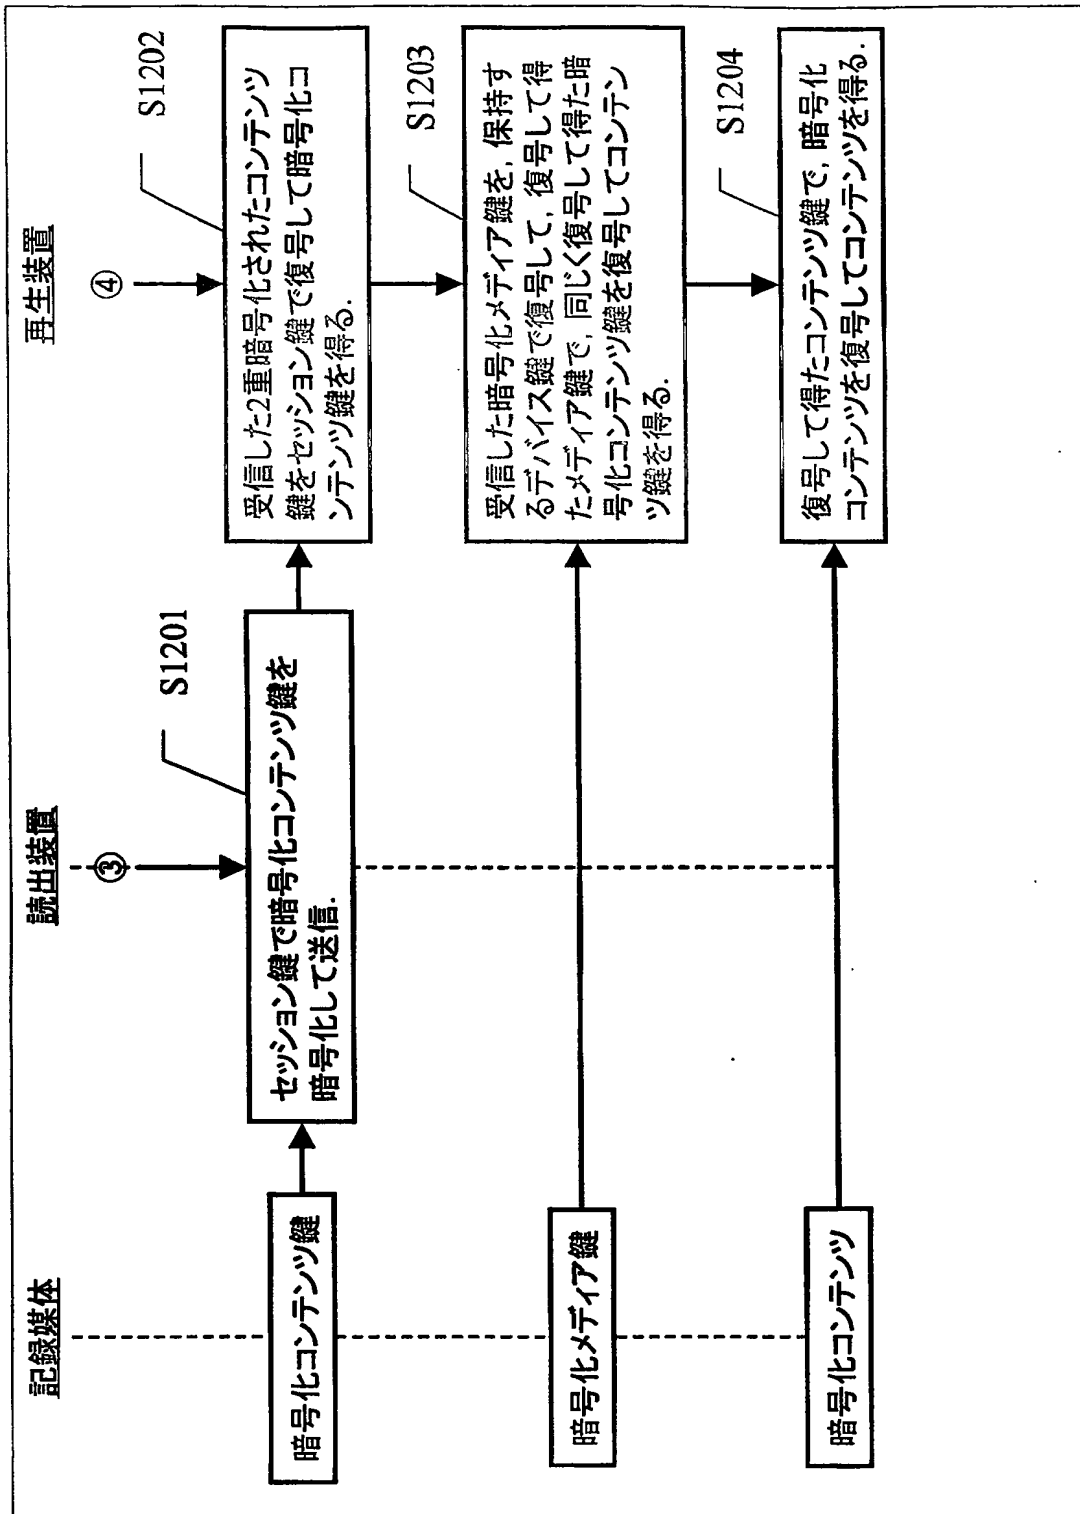 記録媒体
読出装置
再生装置
③
④
暗号化コンテンツ鍵
S1201
セッション鍵で暗号化コンテンツ鍵を
暗号化して送信.
S1202
受信した2重暗号化されたコンテンツ
鍵をセッション鍵で復号して暗号化コ
ンテンツ鍵を得る.
暗号化メディア鍵
S1203
受信した暗号化メディア鍵を, 保持す
るデバイス鍵で復号して, 復号して得
たメディア鍵で, 同じく復号して得た暗
号化コンテンツ鍵を復号してコンテン
ツ鍵を得る.
暗号化コンテンツ
S1204
復号して得たコンテンツ鍵で, 暗号化
コンテンツを復号してコンテンツを得る.